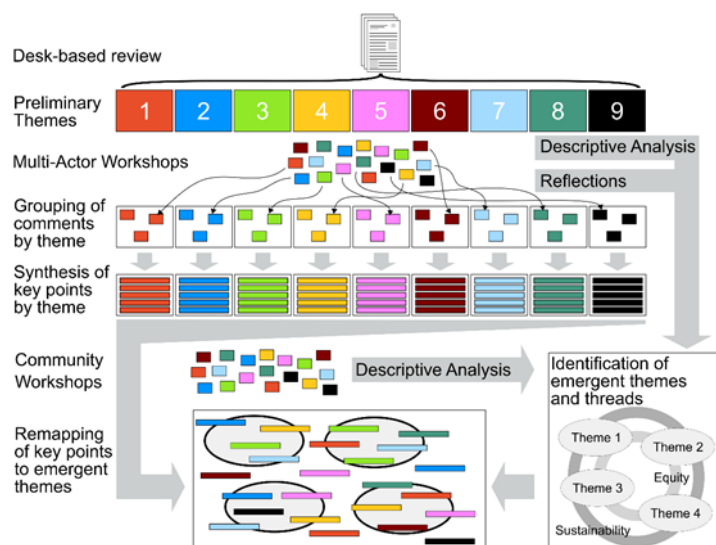 Desk-based review
Preliminary
Themes
1 2 3 4 5 6 7 8 9
Multi-Actor Workshops
Descriptive Analysis
Reflections
Grouping of
comments
by theme
Synthesis of
key points
by theme
Community
Workshops
Descriptive Analysis
Identification of
emergent themes
and threads
Remapping
of key points
to emergent
themes
Theme 1
Theme 2
Equity
Theme 3
Theme 4
Sustainability